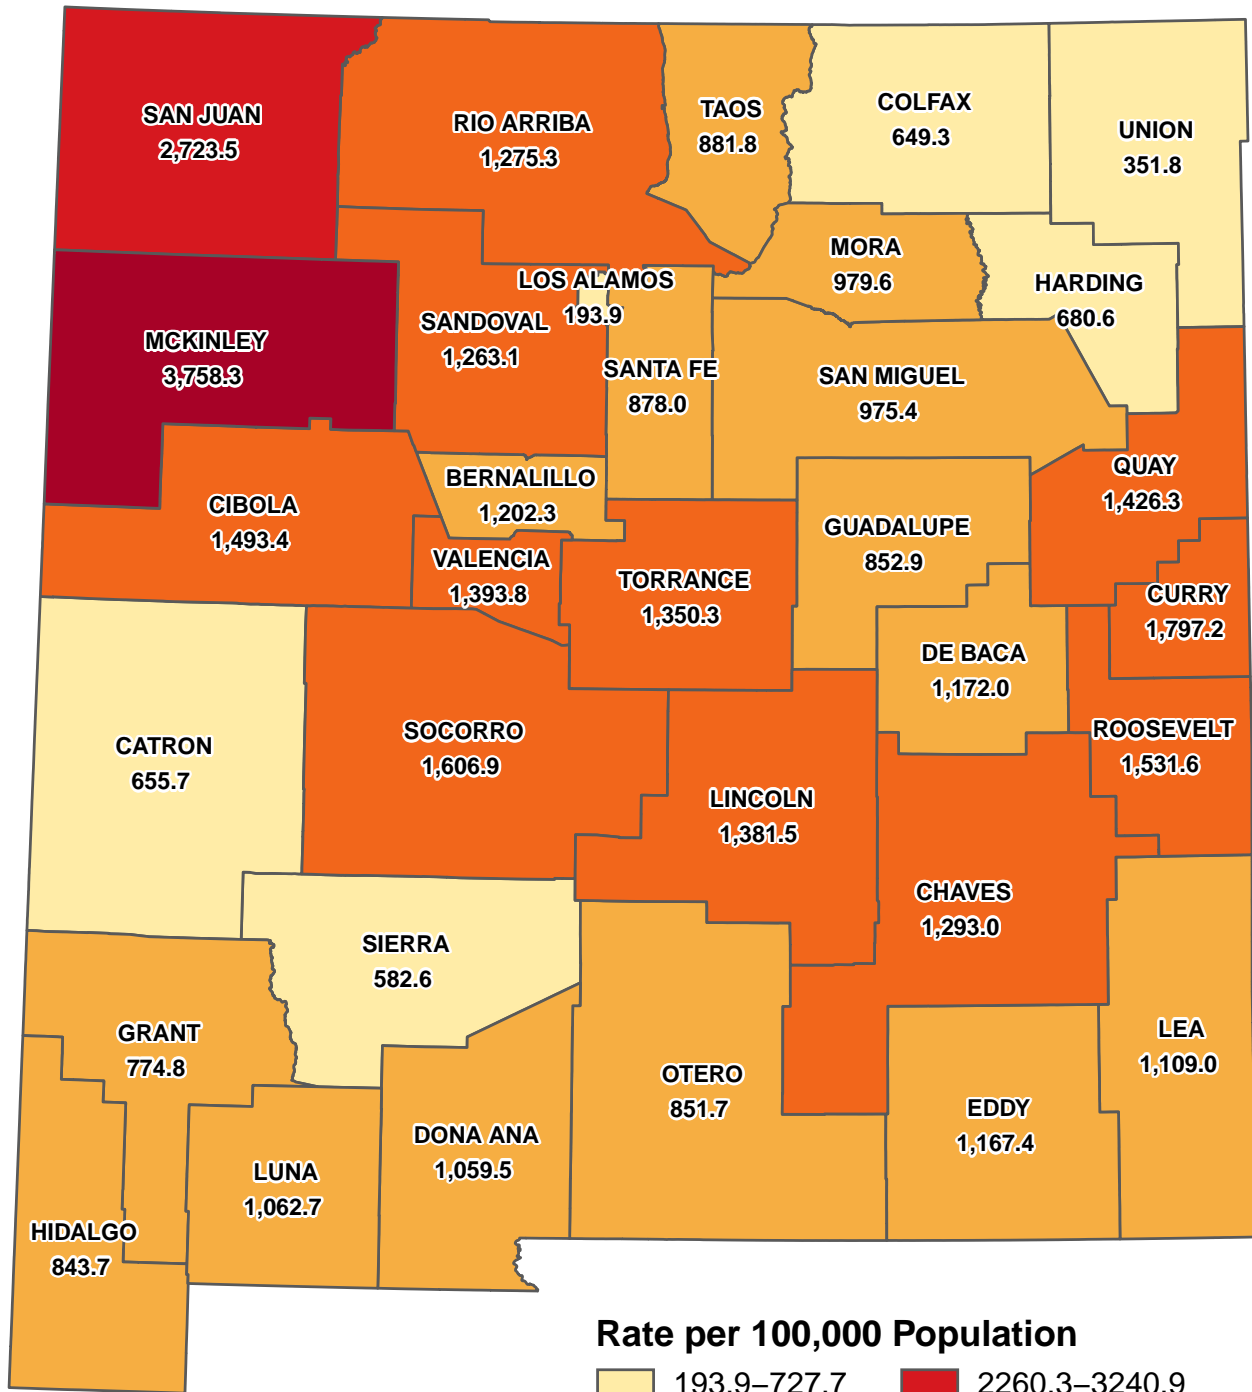 SAN JUAN
2,723.5
RIO ARRIBA
1,275.3
TAOS
881.8
COLFAX
649.3
UNION
351.8
MORA
979.6
HARDING
680.6
LOS ALAMOS
193.9
SANDOVAL
1,263.1
MCKINLEY
3,758.3
SANTA FE
878.0
SAN MIGUEL
975.4
QUAY
1,426.3
BERNALILLO
1,202.3
CIBOLA
1,493.4
GUADALUPE
852.9
VALENCIA
1,393.8
TORRANCE
1,350.3
CURRY
1,797.2
DE BACA
1,172.0
CATRON
655.7
SOCORRO
1,606.9
ROOSEVELT
1,531.6
LINCOLN
1,381.5
CHAVES
1,293.0
SIERRA
582.6
GRANT
774.8
LEA
1,109.0
OTERO
851.7
EDDY
1,167.4
DONA ANA
1,059.5
LUNA
1,062.7
HIDALGO
843.7
Rate per 100,000 Population
193.9–727.7
2260.3–3240.9